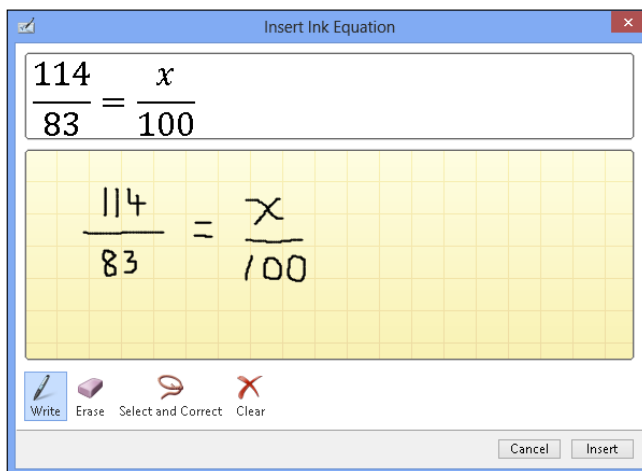 Insert Ink Equation
114/83 = x/100
114/83 = x/100
Write Erase Select and Correct Clear
Cancel Insert